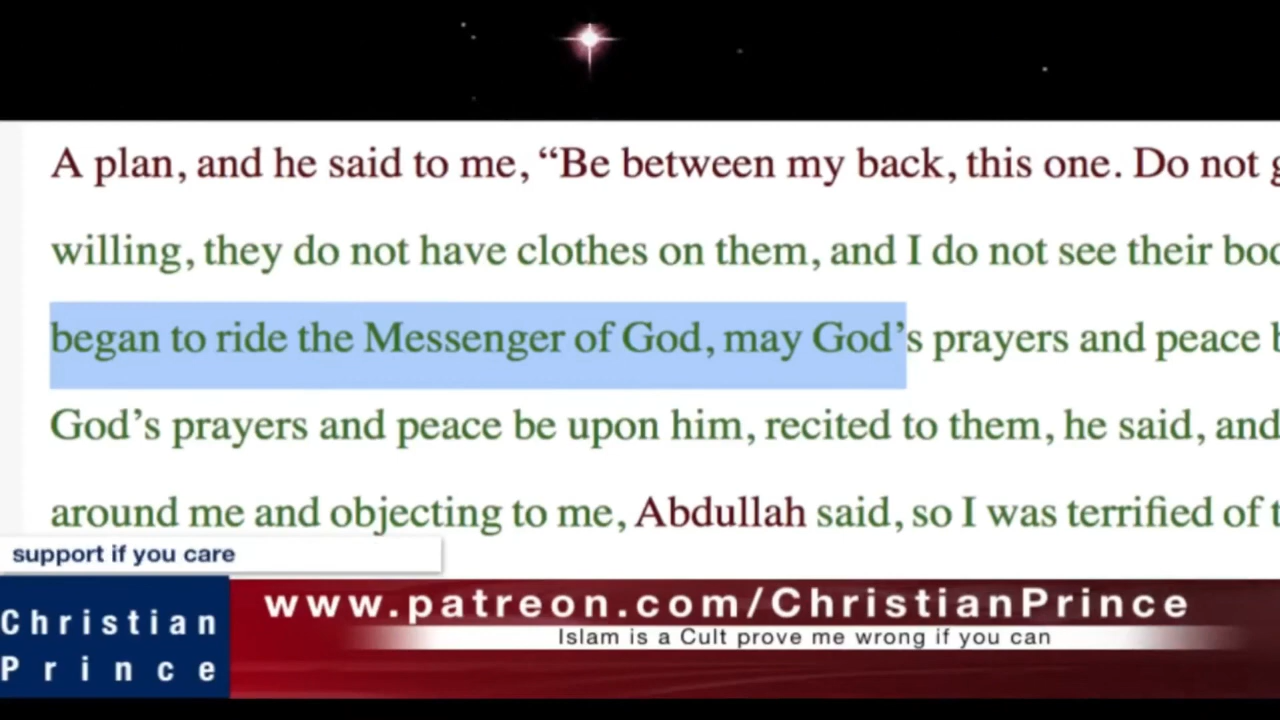 A plan, and he said to me, “Be between my back, this one. Do not
willing, they do not have clothes on them, and I do not see their
began to ride the Messenger of God, may God’s prayers and peace
God’s prayers and peace be upon him, recited to them, he said, and
around me and objecting to me, Abdullah said, so I was terrified of
support if you care
Christian
Prince
www.patreon.com/ChristianPrince
Islam is a Cult prove me wrong if you can